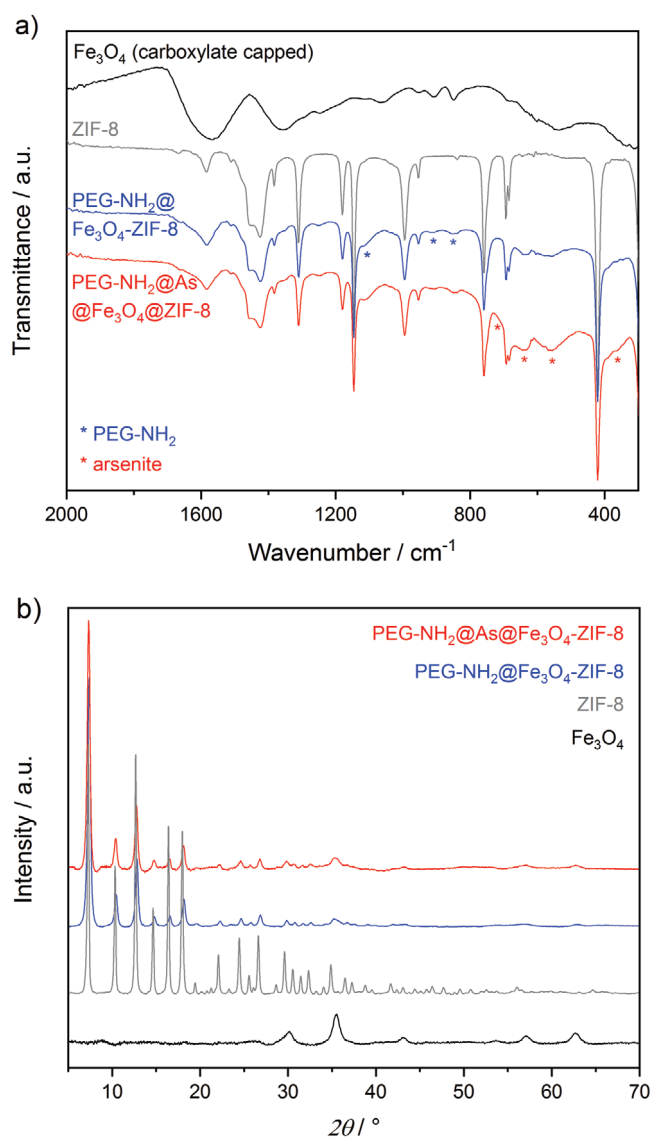 a)
Fe₃O₄ (carboxylate capped)
ZIF-8
PEG-NH₂@
Fe₃O₄-ZIF-8
PEG-NH₂@As
@Fe₃O₄@ZIF-8
* * *
* * * *
* PEG-NH₂
* arsenite
Transmittance / a.u.
2000 1600 1200 800 400
Wavenumber / cm⁻¹
b)
PEG-NH₂@As@Fe₃O₄-ZIF-8
PEG-NH₂@Fe₃O₄-ZIF-8
ZIF-8
Fe₃O₄
Intensity / a.u.
10 20 30 40 50 60 70
2θ / °